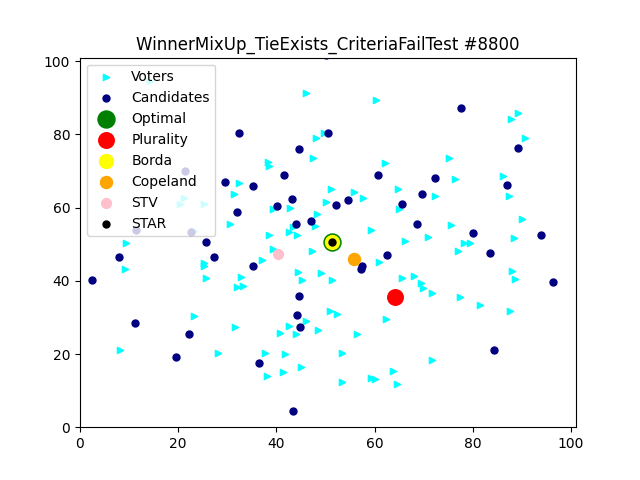 WinnerMixUp_TieExists_CriteriaFailTest #8800
100
80
60
40
20
0
Voters
Candidates
Optimal
Plurality
Borda
Copeland
STV
STAR
0 20 40 60 80 100